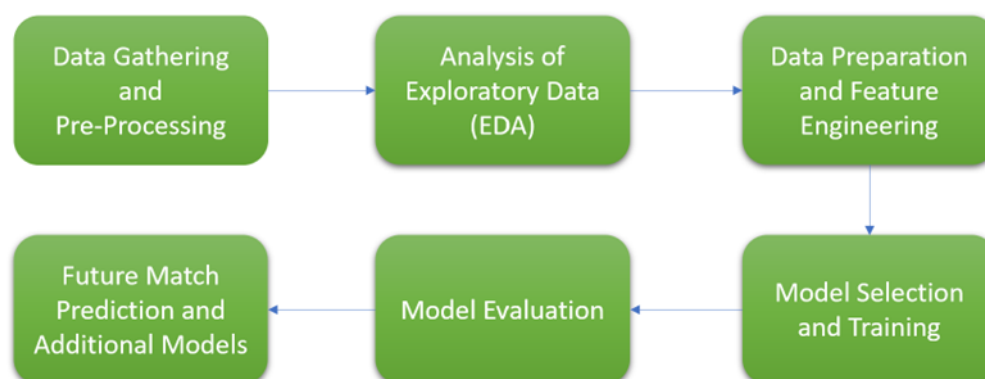 Data Gathering
and
Pre-Processing
Analysis of
Exploratory Data
(EDA)
Data Preparation
and Feature
Engineering
Future Match
Prediction and
Additional Models
Model Evaluation
Model Selection
and Training